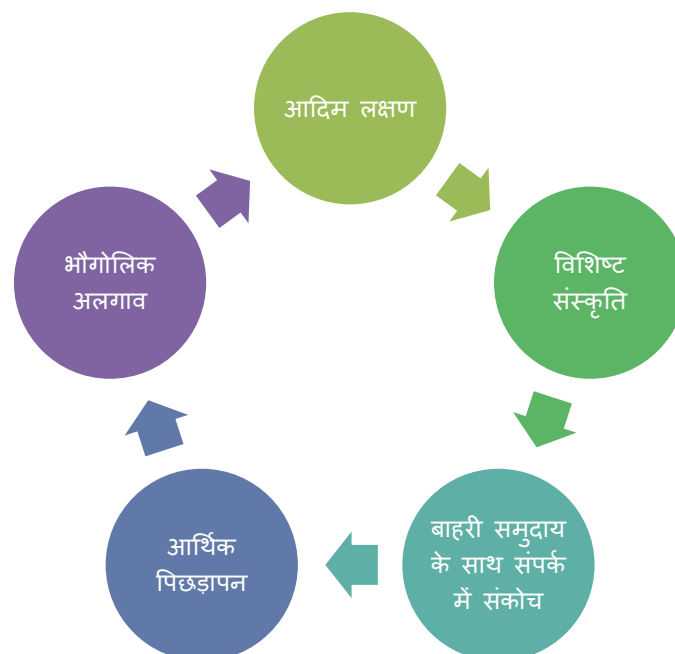 आदिम लक्षण
विशिष्ट
संस्कृति
बाहरी समुदाय
के साथ संपर्क
में संकोच
आर्थिक
पिछड़ापन
भौगोलिक
अलगाव